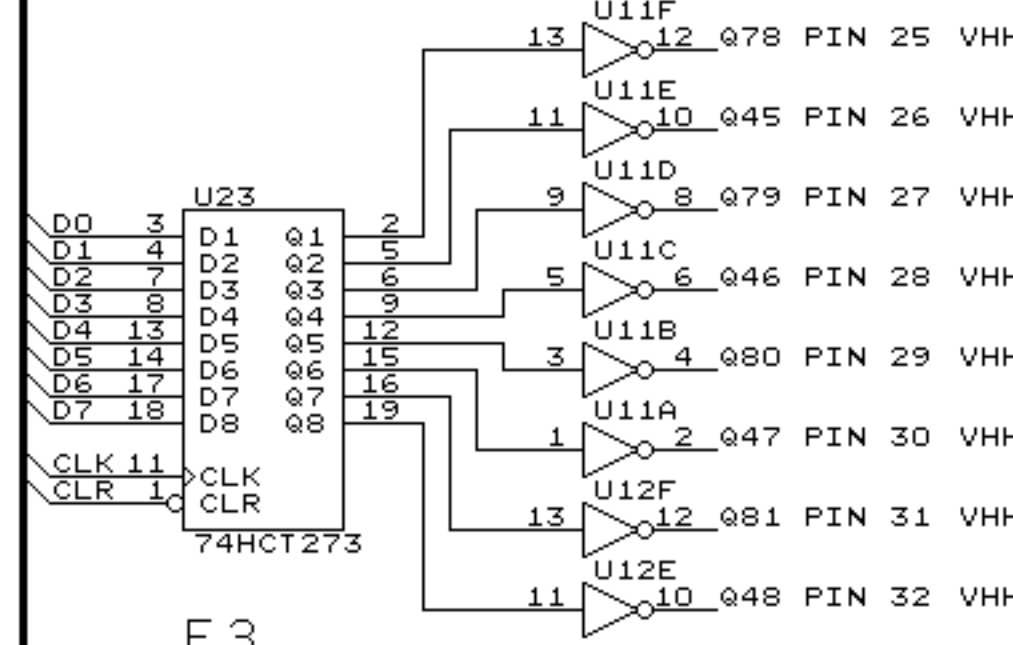 U11F
13 12 Q78 PIN 25 VHH
U11E
11 10 Q45 PIN 26 VHH
U11D
9 8 Q79 PIN 27 VHH
U11C
5 6 Q46 PIN 28 VHH
U11B
3 4 Q80 PIN 29 VHH
U11A
1 2 Q47 PIN 30 VHH
U12F
13 12 Q81 PIN 31 VHH
U12E
11 10 Q48 PIN 32 VHH
U23
D0 3 D1 Q1 2
D1 4 D2 Q2 5
D2 7 D3 Q3 6
D3 8 D4 Q4 9
D4 13 D5 Q5 12
D5 14 D6 Q6 15
D6 17 D7 Q7 16
D7 18 D8 Q8 19
CLK 11 CLK
CLR 1 CLR
74HCT273